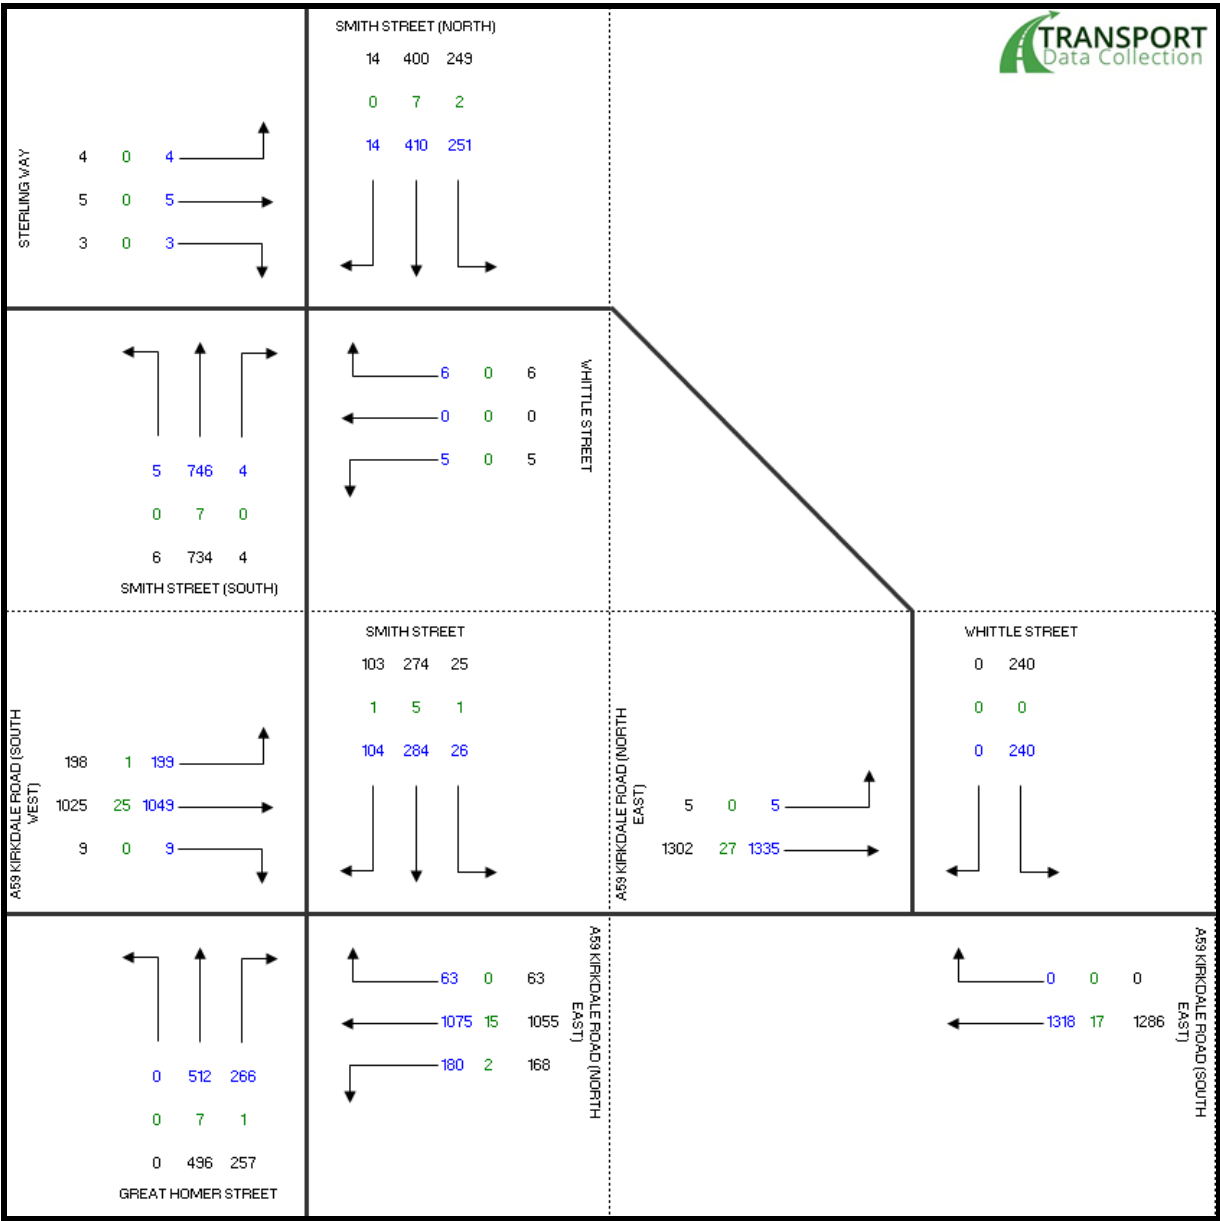 SMITH STREET (NORTH)
14 400 249
0 7 2
14 410 251
TRANSPORT
Data Collection
STERLING WAY
4 0 4
5 0 5
3 0 3
5 746 4
0 7 0
6 734 4
SMITH STREET (SOUTH)
6 0 6
0 0 0
5 0 5
WHITTLE STREET
A59 KIRKDALE ROAD (SOUTH
WEST)
198 1 199
1025 25 1049
9 0 9
SMITH STREET
103 274 25
1 5 1
104 284 26
A59 KIRKDALE ROAD (NORTH
EAST)
5 0 5
1302 27 1335
WHITTLE STREET
0 240
0 0
0 240
0 512 266
0 7 1
0 496 257
GREAT HOMER STREET
63 0 63
1075 15 1055
180 2 168
A59 KIRKDALE ROAD (NORTH
EAST)
0 0 0
1318 17 1286
A59 KIRKDALE ROAD (SOUTH
EAST)